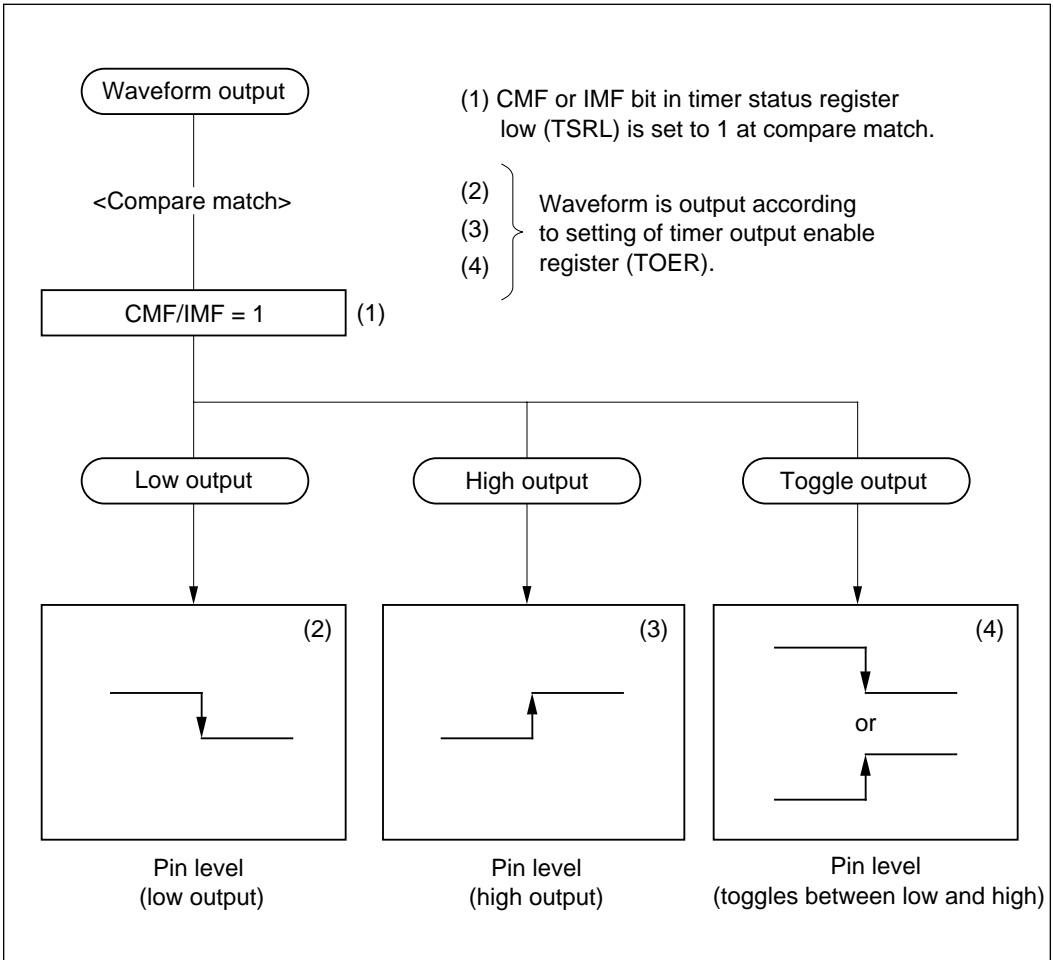 Waveform output
(1) CMF or IMF bit in timer status register
low (TSRL) is set to 1 at compare match.
<Compare match>
(2)
(3)
(4)
Waveform is output according
to setting of timer output enable
register (TOER).
CMF/IMF = 1
(1)
Low output
High output
Toggle output
(2)
(3)
(4)
or
Pin level
(low output)
Pin level
(high output)
Pin level
(toggles between low and high)